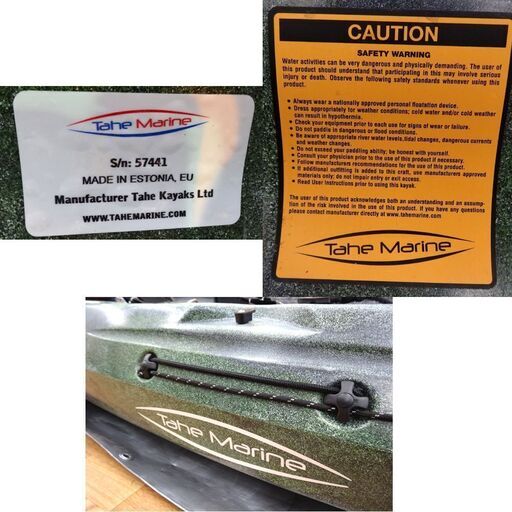 Tahe Marine
S/n: 57441
MADE IN ESTONIA, EU
Manufacturer Tahe Kayaks Ltd
WWW.TAHEMARINE.COM
CAUTION
SAFETY WARNING
Water activities can be very dangerous and physically demanding. The user of
this product should understand that participating in this may involve serious
injury or death. Observe the following safety standards whenever using this
product.
• Always wear a nationally approved personal floatation device.
• Dress appropriately for weather conditions; cold water and/or cold weather
can result in hypothermia.
• Check your equipment prior to each use for signs of wear or failure.
• Do not paddle in dangerous or flood conditions.
• Be aware of appropriate river water levels, tidal changes, dangerous currents
and weather changes.
• Do not exceed your paddling ability; be honest with yourself.
• Consult your physician prior to the use of this product if necessary.
• Follow manufacturers recommendations for the use of this product.
• If additional outfitting is added to this craft, use manufacturers approved
materials only; do not impair entry or exit access.
• Read User Instructions prior to using this kayak.
The user of this product acknowledges both an understanding and an assump-
tion of the risk involved in the use of this product. If you have any questions
please contact manufacturer directly at www.tahemarine.com
Tahe Marine
Tahe Marine